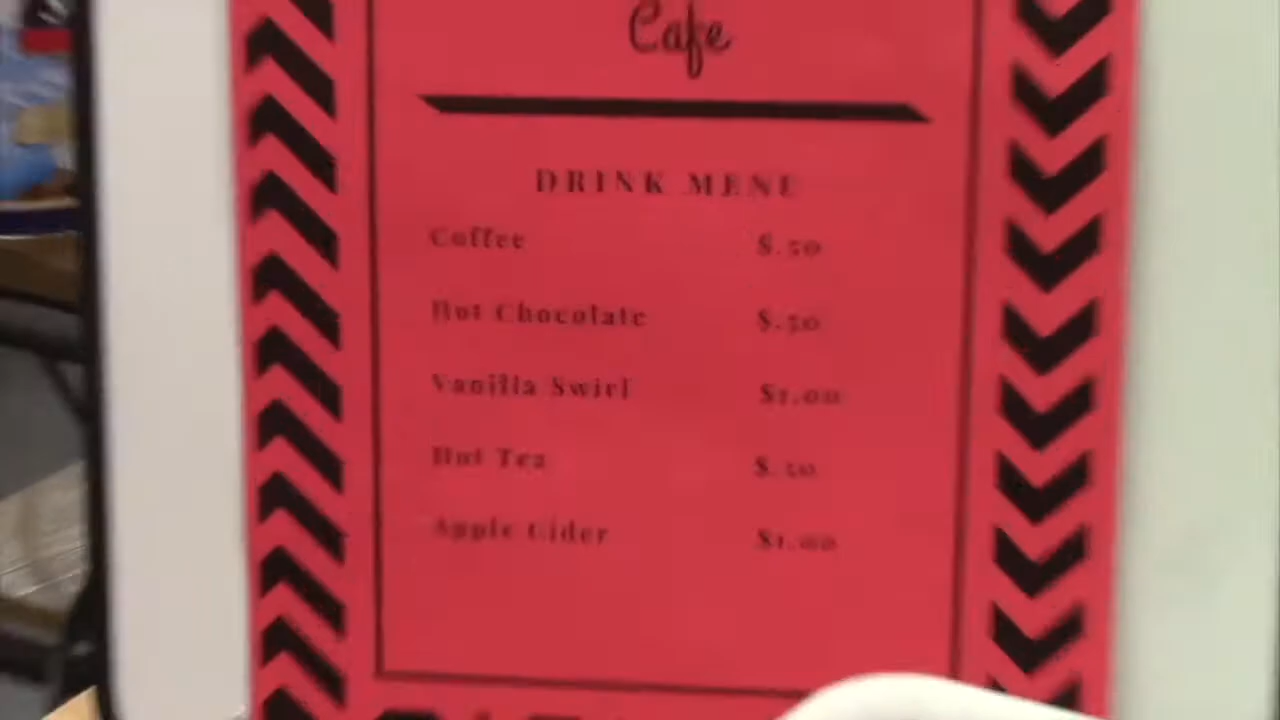 Cafe
DRINK MENU
Coffee $.50
Hot Chocolate $.50
Vanilla Swirl $1.00
Hot Tea $.50
Apple Cider $1.00